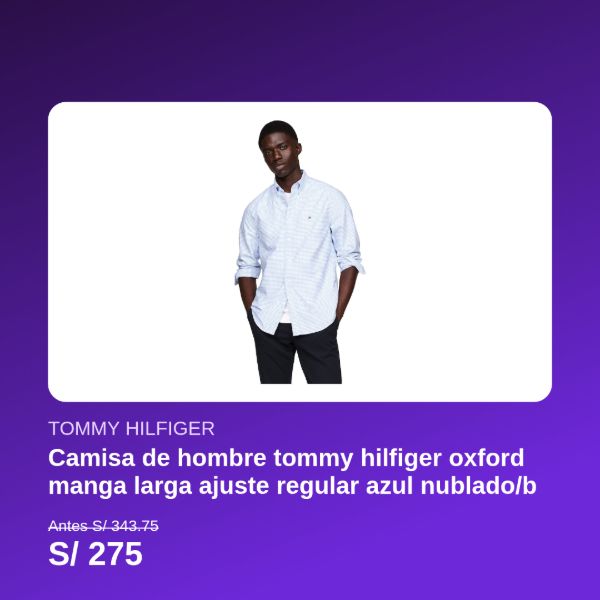 TOMMY HILFIGER
Camisa de hombre tommy hilfiger oxford
manga larga ajuste regular azul nublado/b
Antes S/ 343.75
S/ 275